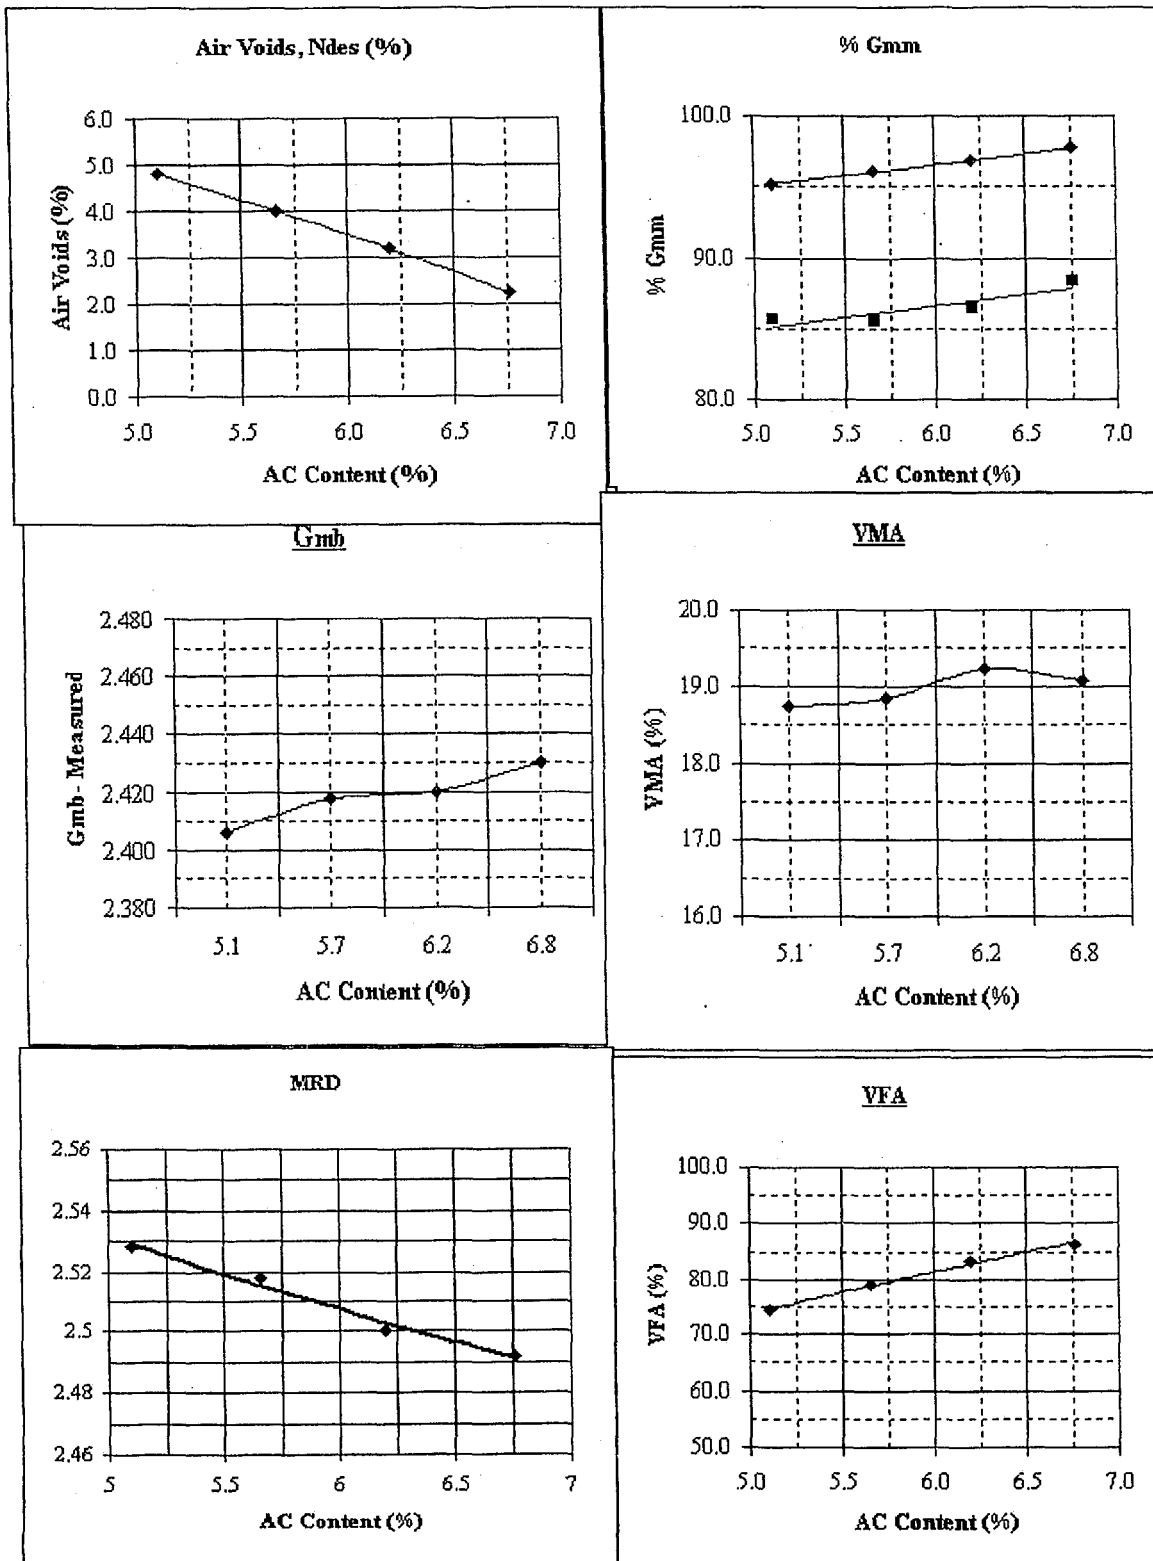 Air Voids, Ndes (%)
Air Voids (%)
6.0
5.0
4.0
3.0
2.0
1.0
0.0
5.0 5.5 6.0 6.5 7.0
AC Content (%)
% Gmm
% Gmm
100.0
90.0
80.0
5.0 5.5 6.0 6.5 7.0
AC Content (%)
Gmb
Gmb- Measured
2.480
2.460
2.440
2.420
2.400
2.380
5.1 5.7 6.2 6.8
AC Content (%)
VMA
VMA (%)
20.0
19.0
18.0
17.0
16.0
5.1 5.7 6.2 6.8
AC Content (%)
MRD
2.56
2.54
2.52
2.5
2.48
2.46
5 5.5 6 6.5 7
AC Content (%)
VFA
VFA (%)
100.0
90.0
80.0
70.0
60.0
50.0
5.0 5.5 6.0 6.5 7.0
AC Content (%)